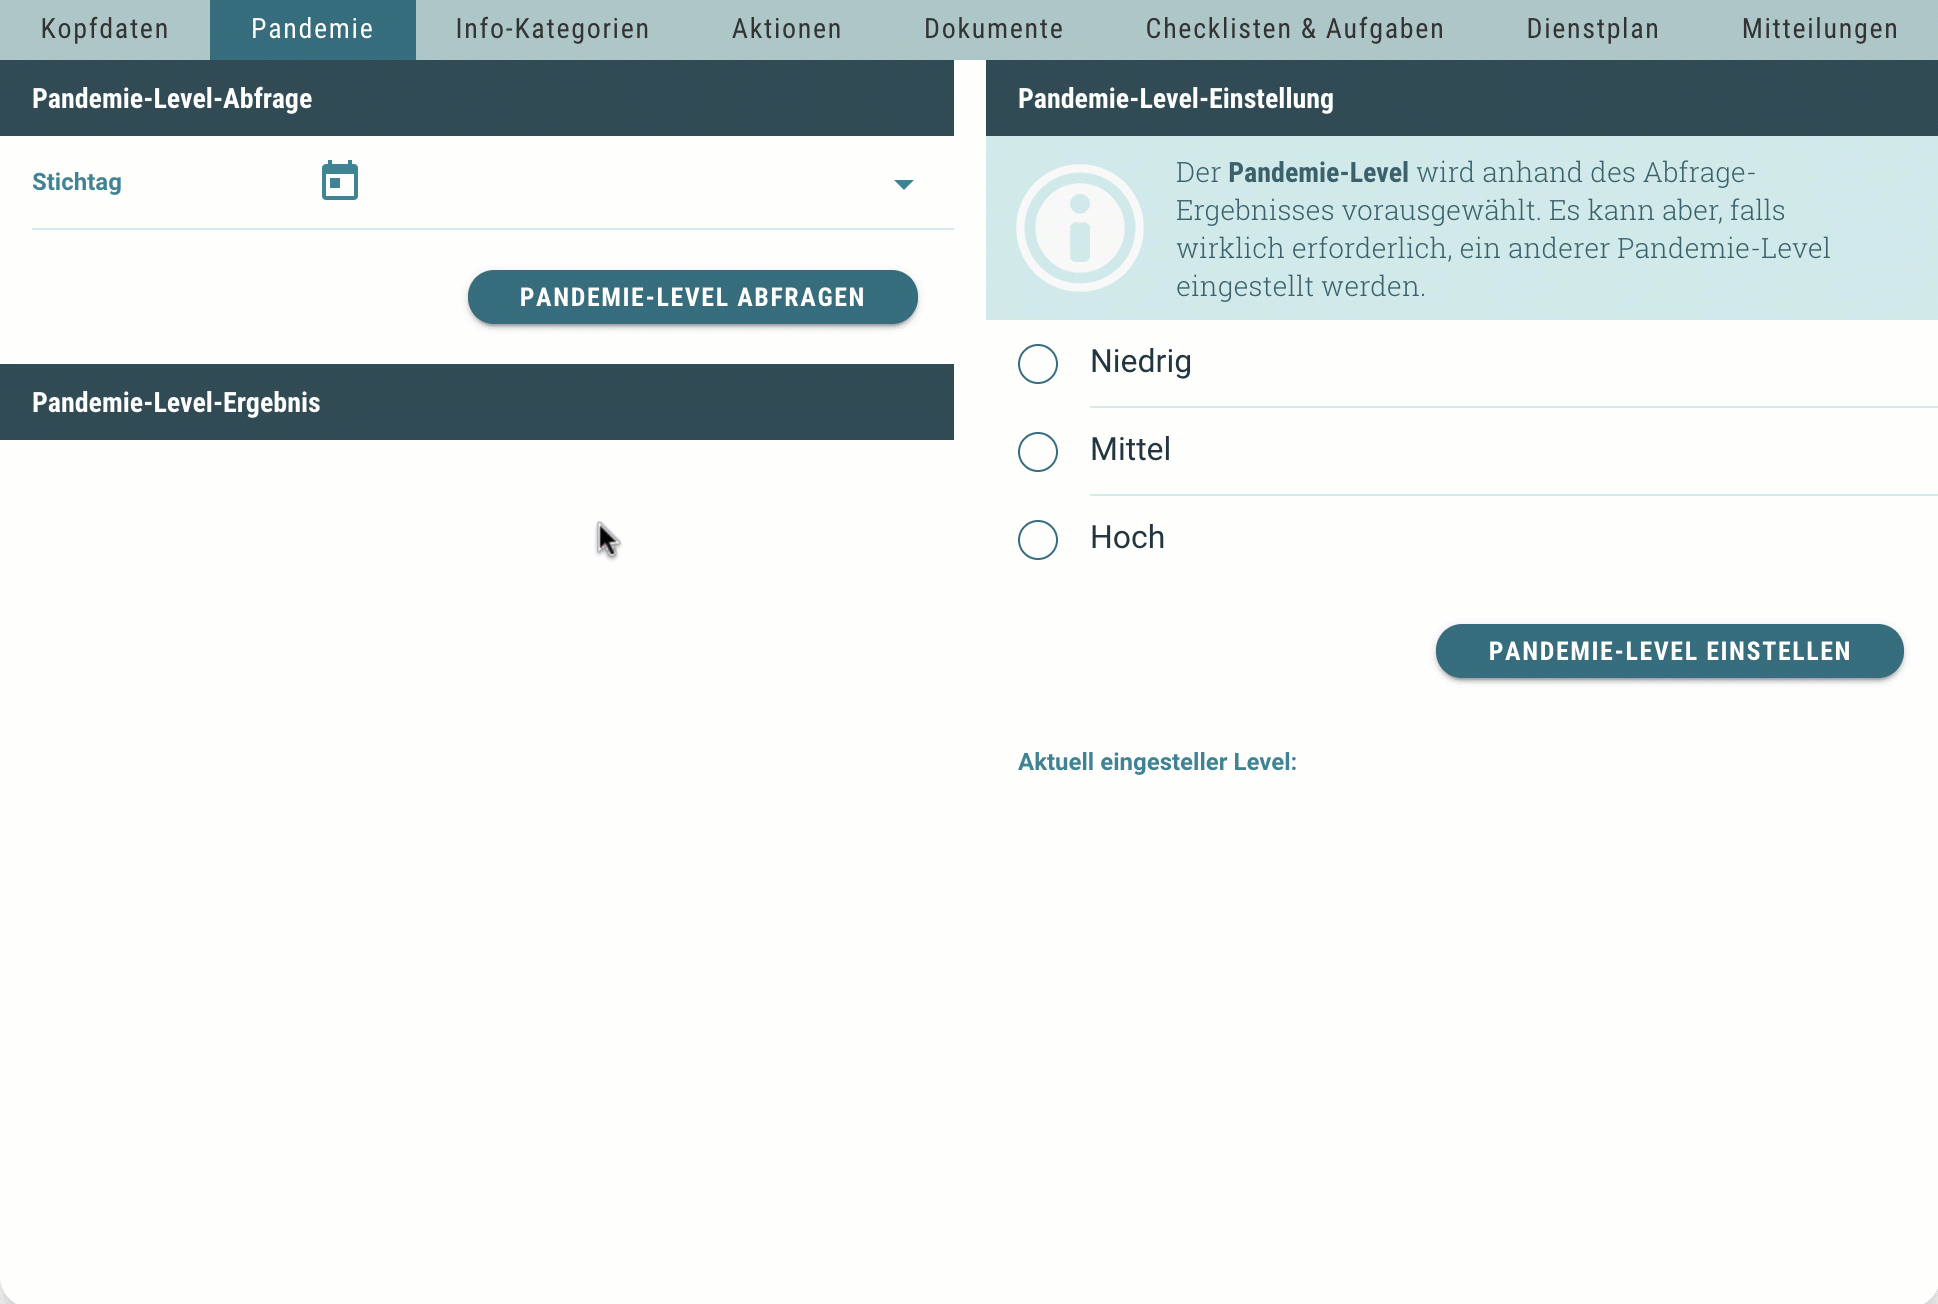 Kopfdaten Pandemie Info-Kategorien Aktionen Dokumente Checklisten & Aufgaben Dienstplan Mitteilungen
Pandemie-Level-Abfrage
Stichtag
PANDEMIE-LEVEL ABFRAGEN
Pandemie-Level-Ergebnis
Pandemie-Level-Einstellung
Der Pandemie-Level wird anhand des Abfrage-
Ergebnisses vorausgewählt. Es kann aber, falls
wirklich erforderlich, ein anderer Pandemie-Level
eingestellt werden.
Niedrig
Mittel
Hoch
PANDEMIE-LEVEL EINSTELLEN
Aktuell eingesteller Level: